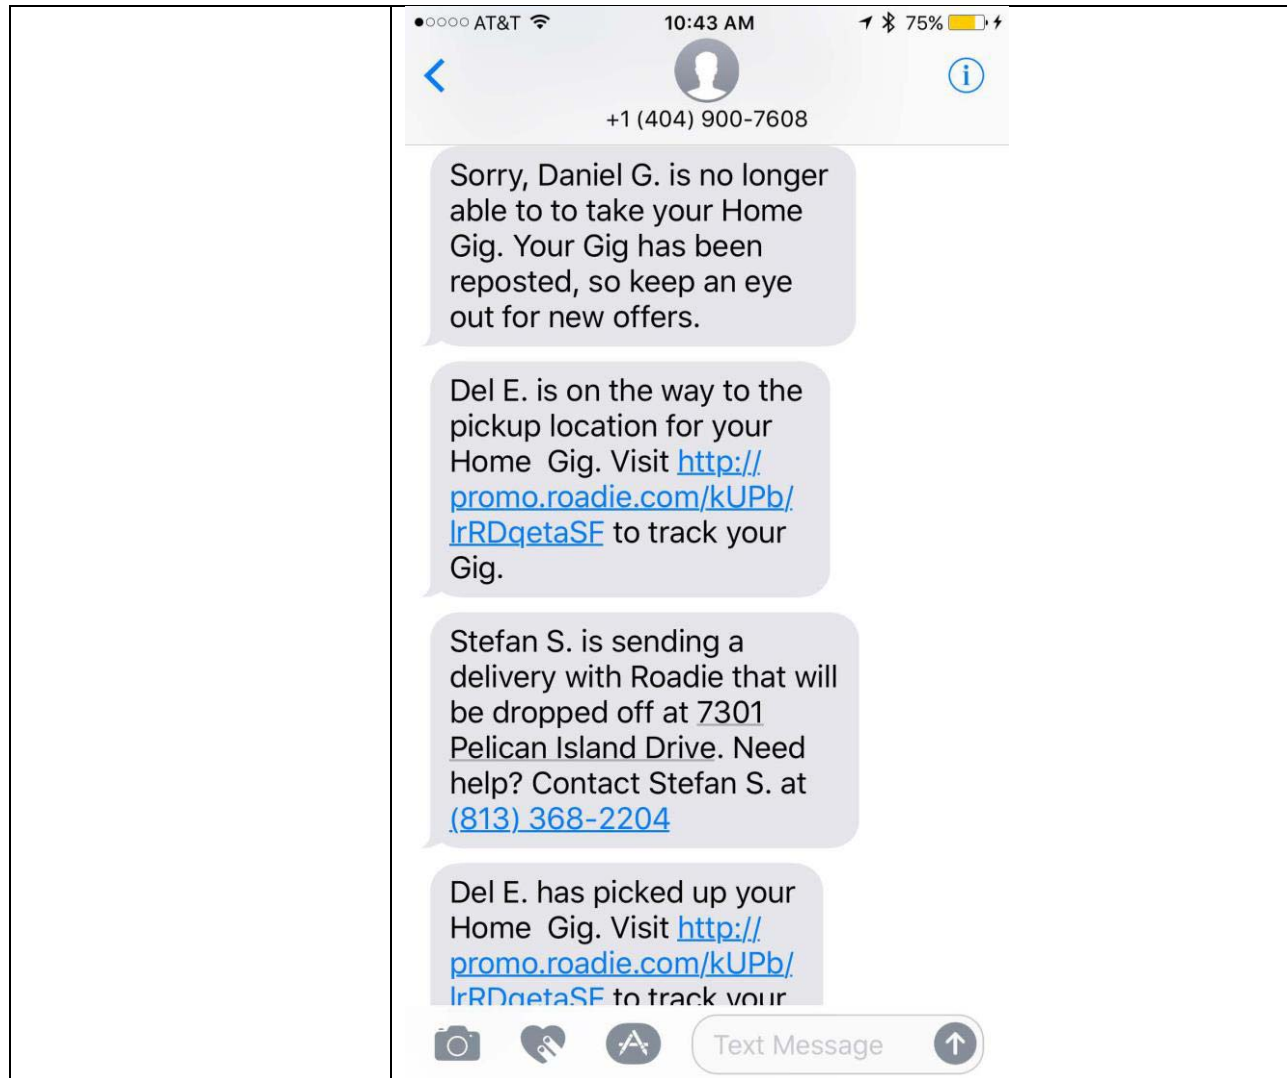 AT&T 10:43 AM 75%
+1 (404) 900-7608
Sorry, Daniel G. is no longer
able to to take your Home
Gig. Your Gig has been
reposted, so keep an eye
out for new offers.
Del E. is on the way to the
pickup location for your
Home  Gig. Visit http://
promo.roadie.com/kUPb/
lrRDqetaSF to track your
Gig.
Stefan S. is sending a
delivery with Roadie that will
be dropped off at 7301
Pelican Island Drive. Need
help? Contact Stefan S. at
(813) 368-2204
Del E. has picked up your
Home  Gig. Visit http://
promo.roadie.com/kUPb/
lrRDqetaSF to track your
Text Message